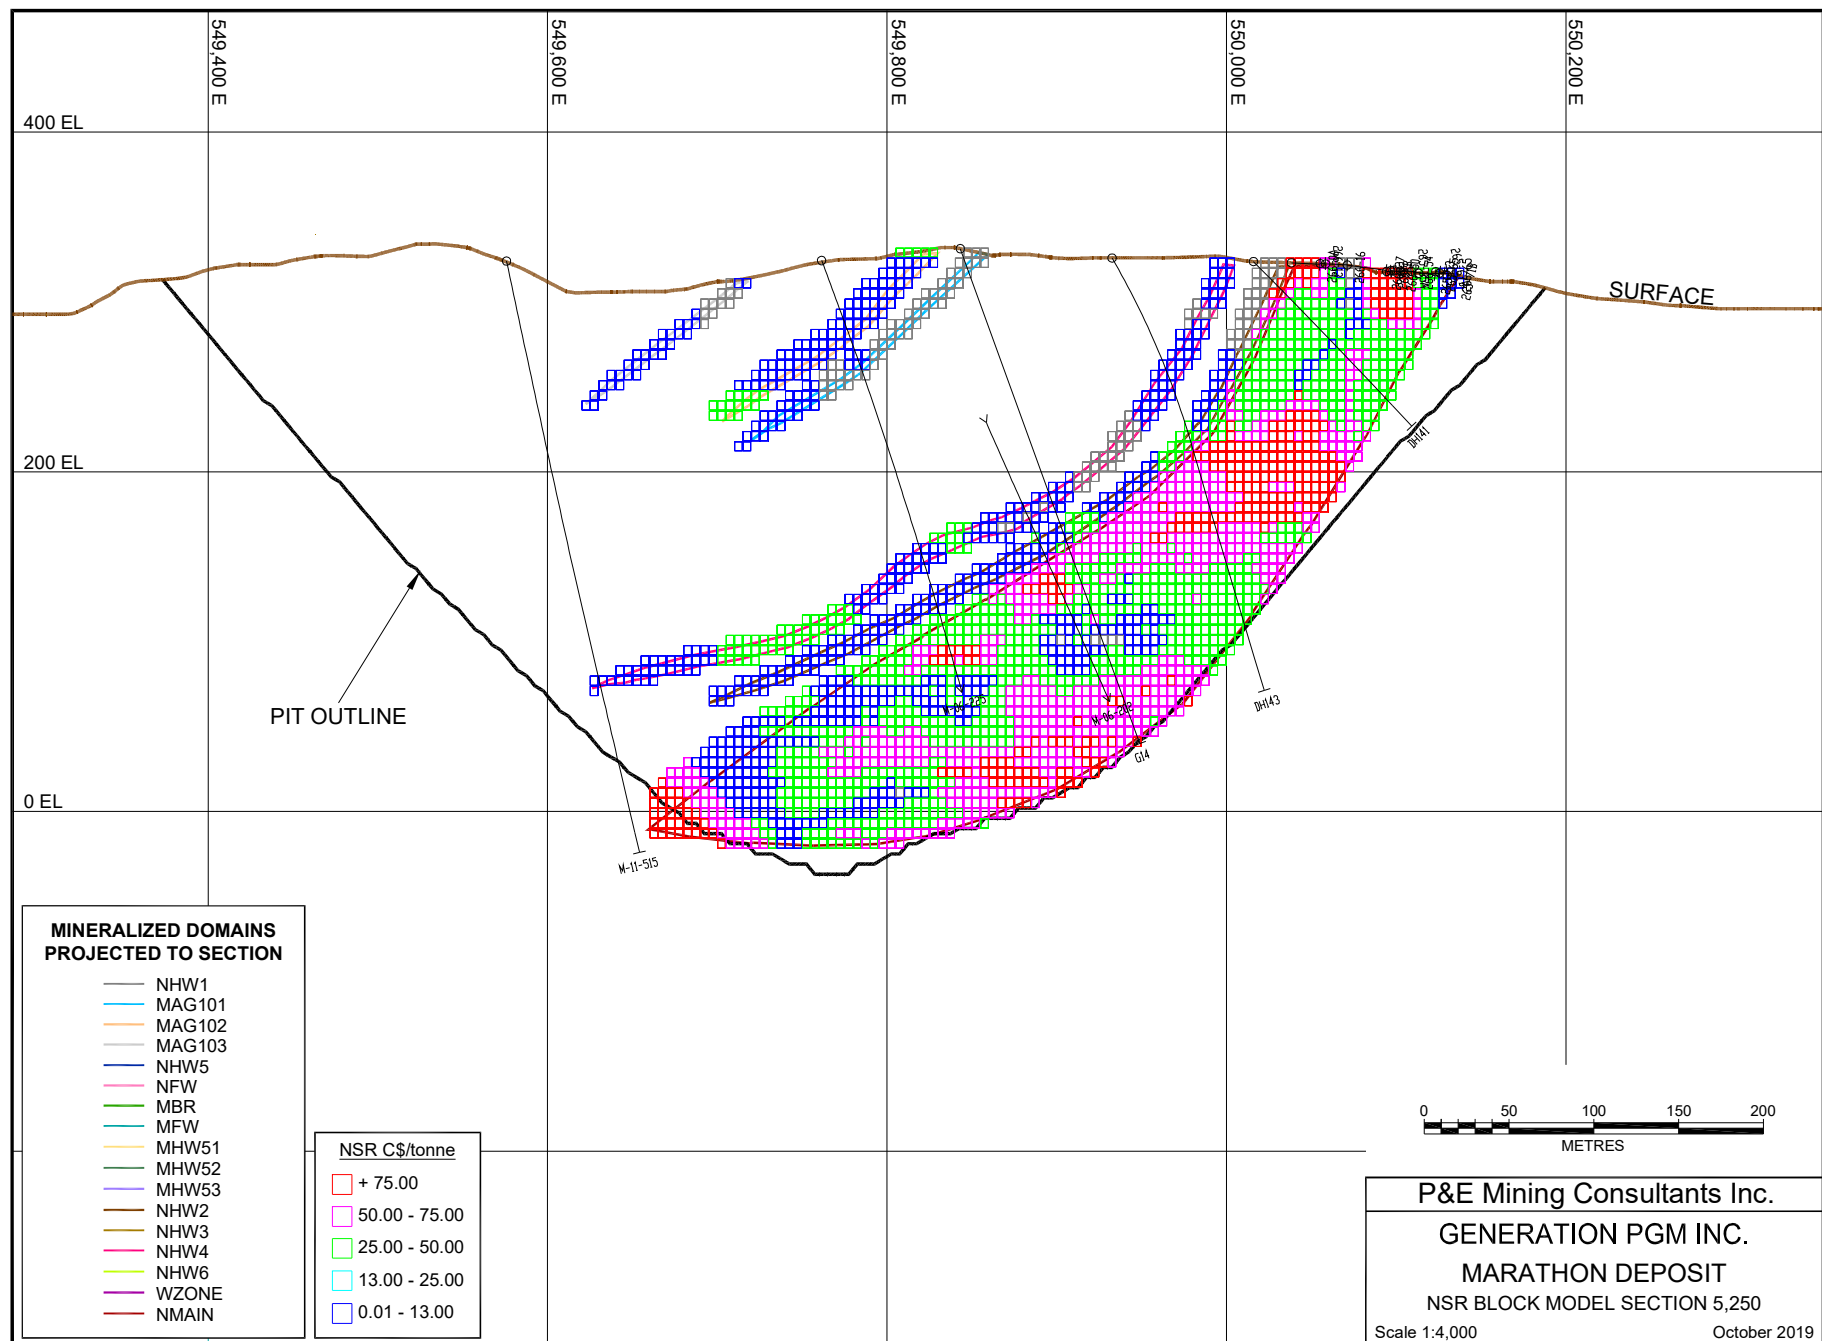 549,400 E
549,600 E
549,800 E
550,000 E
550,200 E
400 EL
SURFACE
200 EL
DH141
PIT OUTLINE
M-06-225
M-06-202
DH143
G14
0 EL
M-11-515
MINERALIZED DOMAINS
PROJECTED TO SECTION
NHW1
MAG101
MAG102
MAG103
NHW5
NFW
MBR
MFW
MHW51
MHW52
MHW53
NHW2
NHW3
NHW4
NHW6
WZONE
NMAIN
NSR C$/tonne
+ 75.00
50.00 - 75.00
25.00 - 50.00
13.00 - 25.00
0.01 - 13.00
0 50 100 150 200
METRES
P&E Mining Consultants Inc.
GENERATION PGM INC.
MARATHON DEPOSIT
NSR BLOCK MODEL SECTION 5,250
Scale 1:4,000 October 2019